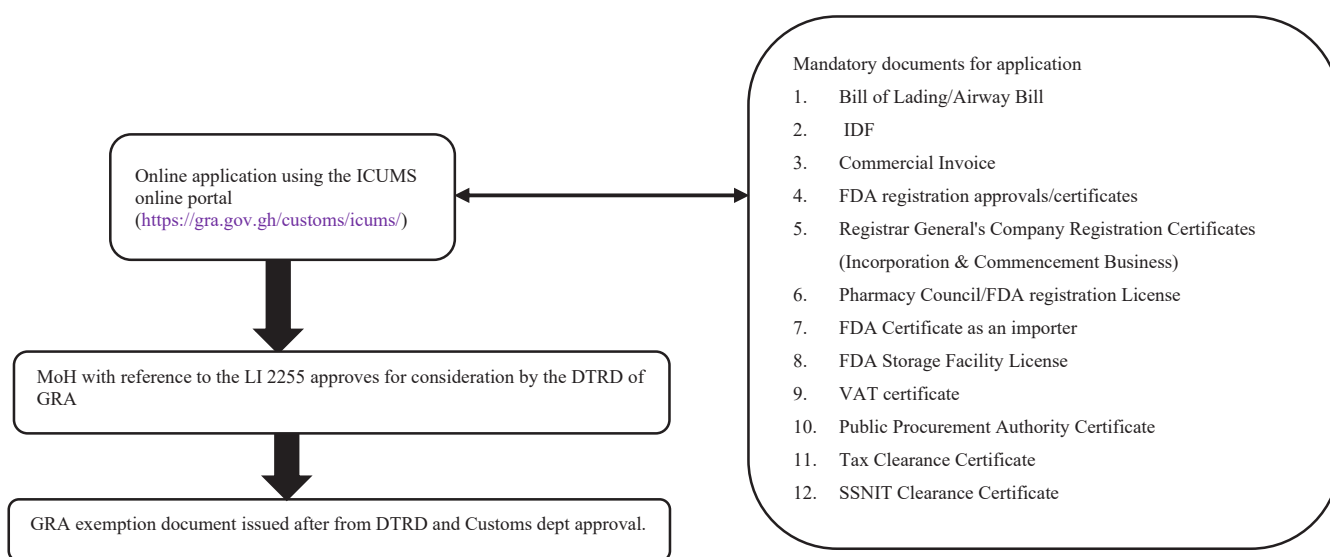 Online application using the ICUMS
online portal
(https://gra.gov.gh/customs/icums/)
MoH with reference to the LI 2255 approves for consideration by the DTRD of
GRA
GRA exemption document issued after from DTRD and Customs dept approval.
Mandatory documents for application
1. Bill of Lading/Airway Bill
2. IDF
3. Commercial Invoice
4. FDA registration approvals/certificates
5. Registrar General's Company Registration Certificates
(Incorporation & Commencement Business)
6. Pharmacy Council/FDA registration License
7. FDA Certificate as an importer
8. FDA Storage Facility License
9. VAT certificate
10. Public Procurement Authority Certificate
11. Tax Clearance Certificate
12. SSNIT Clearance Certificate